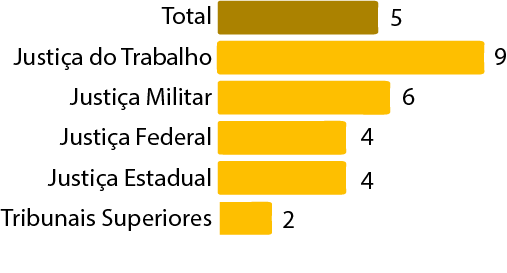 Total 5
Justiça do Trabalho 9
Justiça Militar 6
Justiça Federal 4
Justiça Estadual 4
Tribunais Superiores 2